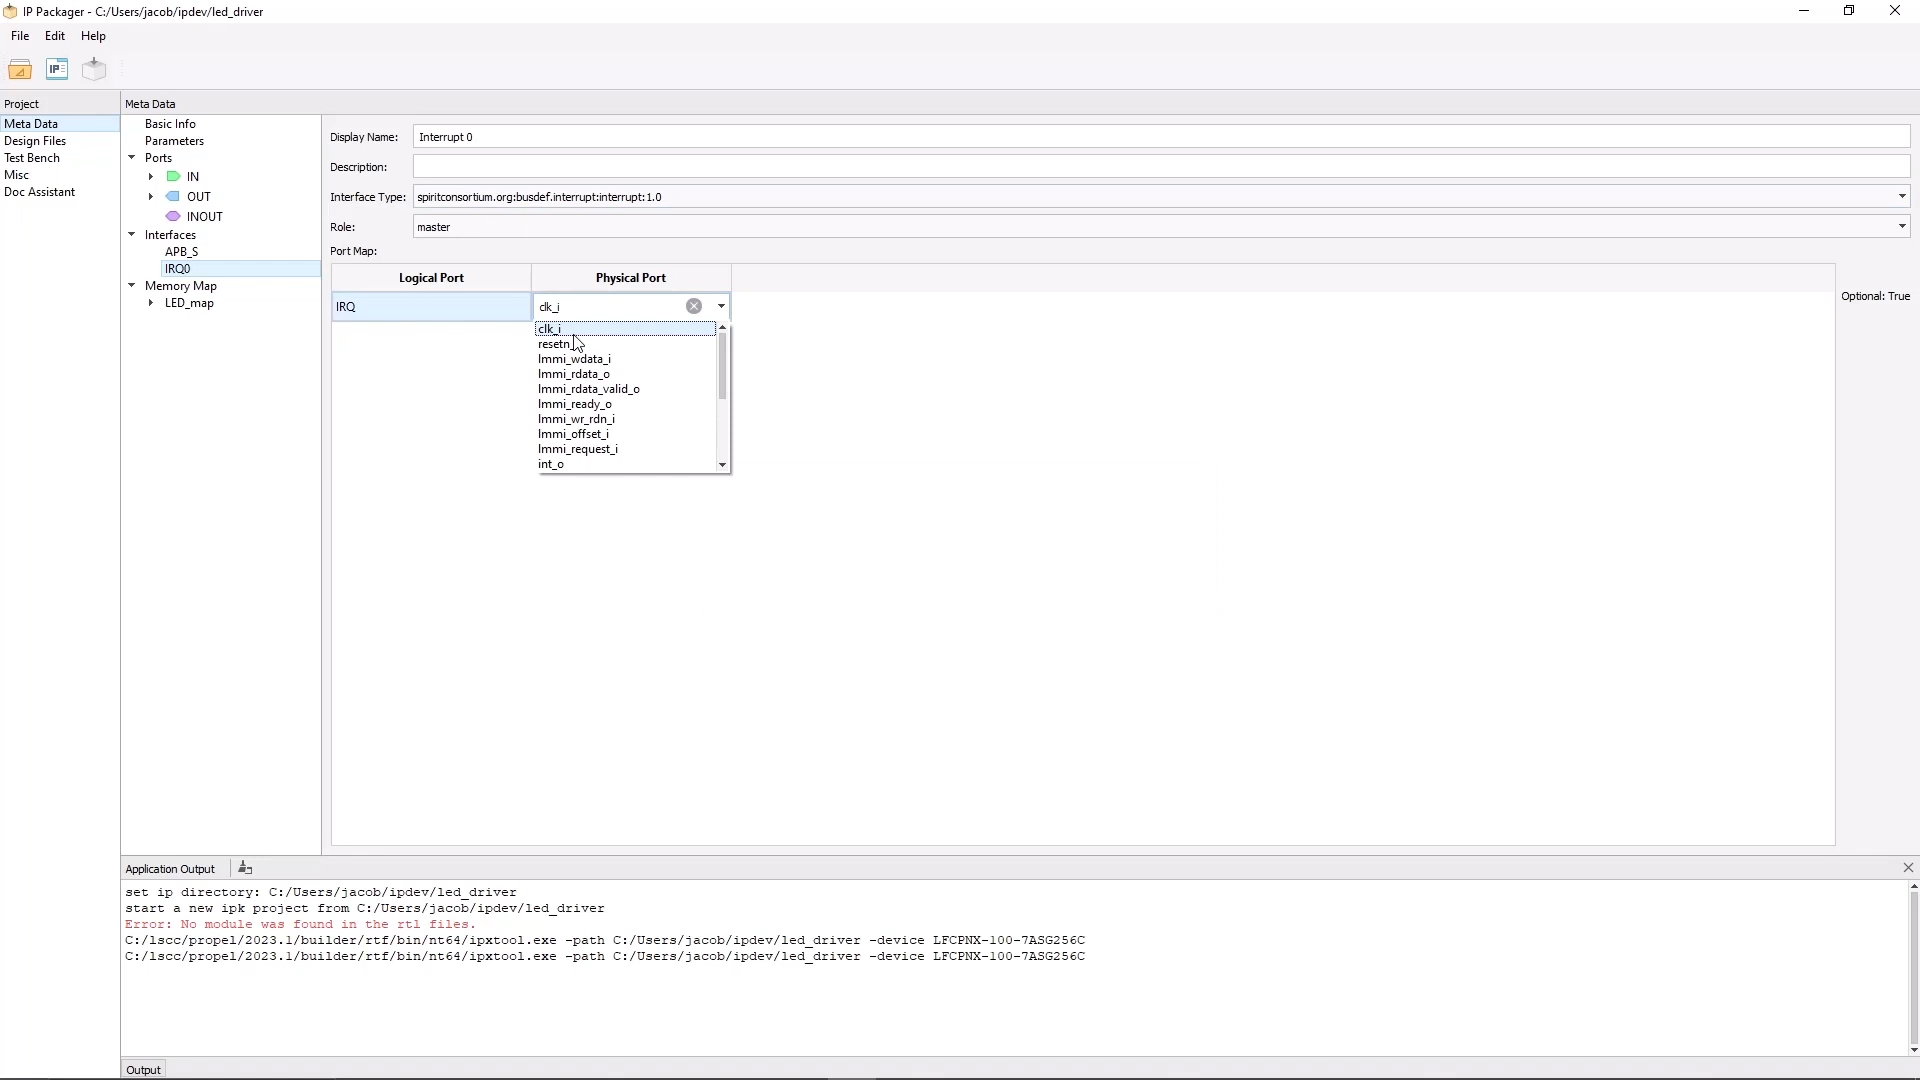 IP Packager - C:/Users/jacob/ipdev/led_driver
File Edit Help
IP
Project
Meta Data
Design Files
Test Bench
Misc
Doc Assistant
Meta Data
Basic Info
Parameters
Ports
IN
OUT
INOUT
Interfaces
APB_S
IRQ0
Memory Map
LED_map
Display Name: Interrupt 0
Description:
Interface Type: spiritconsortium.org:busdef.interrupt:interrupt:1.0
Role: master
Port Map:
Logical Port Physical Port
IRQ clk_i
clk_i
resetn_
lmmi_wdata_i
lmmi_rdata_o
lmmi_rdata_valid_o
lmmi_ready_o
lmmi_wr_rdn_i
lmmi_offset_i
lmmi_request_i
int_o
Optional: True
Application Output
set ip directory: C:/Users/jacob/ipdev/led_driver
start a new ipk project from C:/Users/jacob/ipdev/led_driver
Error: No module was found in the rtl files.
C:/lscc/propel/2023.1/builder/rtf/bin/nt64/ipxtool.exe -path C:/Users/jacob/ipdev/led_driver -device LFCPNX-100-7ASG256C
C:/lscc/propel/2023.1/builder/rtf/bin/nt64/ipxtool.exe -path C:/Users/jacob/ipdev/led_driver -device LFCPNX-100-7ASG256C
Output